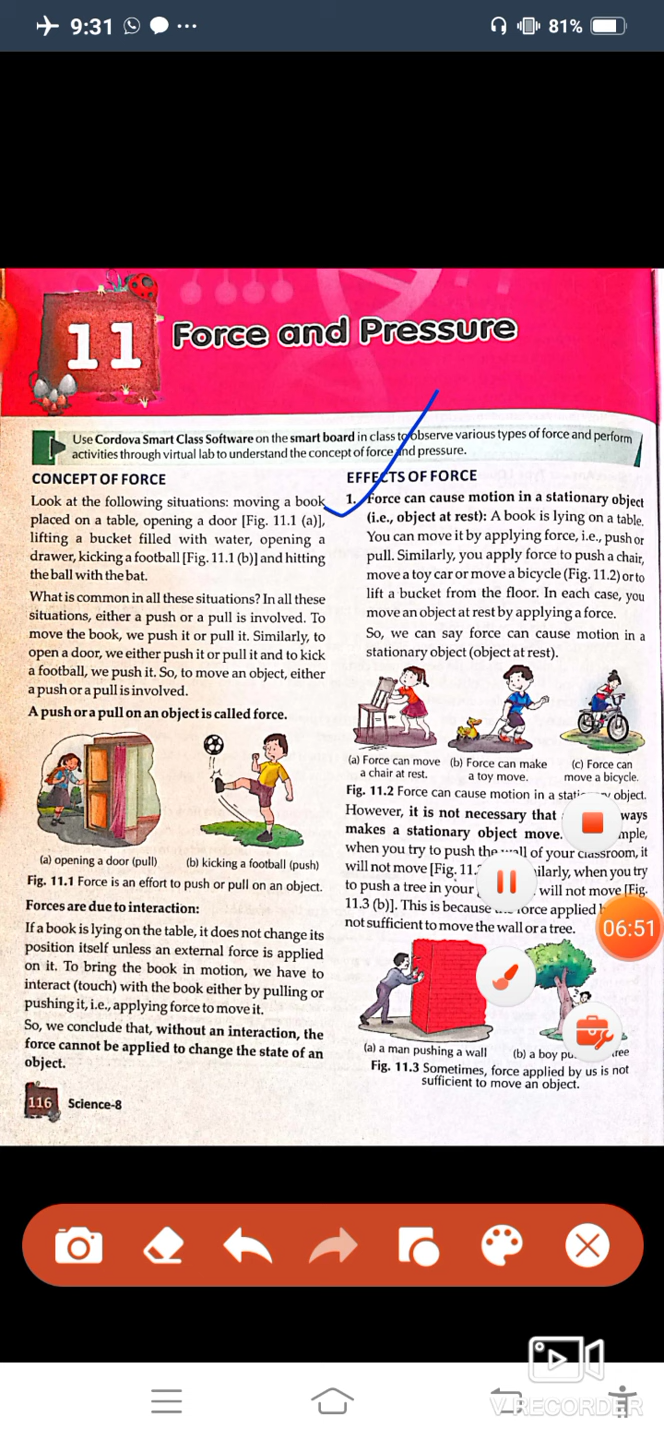 9:31
81%
11 Force and Pressure
Use Cordova Smart Class Software on the smart board in class to observe various types of force and perform
activities through virtual lab to understand the concept of force and pressure.
CONCEPT OF FORCE
Look at the following situations: moving a book
placed on a table, opening a door [Fig. 11.1 (a)],
lifting a bucket filled with water, opening a
drawer, kicking a football [Fig. 11.1 (b)] and hitting
the ball with the bat.
What is common in all these situations? In all these
situations, either a push or a pull is involved. To
move the book, we push it or pull it. Similarly, to
open a door, we either push it or pull it and to kick
a football, we push it. So, to move an object, either
a push or a pull is involved.
A push or a pull on an object is called force.
(a) opening a door (pull) (b) kicking a football (push)
Fig. 11.1 Force is an effort to push or pull on an object.
Forces are due to interaction:
If a book is lying on the table, it does not change its
position itself unless an external force is applied
on it. To bring the book in motion, we have to
interact (touch) with the book either by pulling or
pushing it, i.e., applying force to move it.
So, we conclude that, without an interaction, the
force cannot be applied to change the state of an
object.
116 Science-8
EFFECTS OF FORCE
1. Force can cause motion in a stationary object
(i.e., object at rest): A book is lying on a table.
You can move it by applying force, i.e., push or
pull. Similarly, you apply force to push a chair,
move a toy car or move a bicycle (Fig. 11.2) or to
lift a bucket from the floor. In each case, you
move an object at rest by applying a force.
So, we can say force can cause motion in a
stationary object (object at rest).
(a) Force can move (b) Force can make (c) Force can
a chair at rest. a toy move. move a bicycle.
Fig. 11.2 Force can cause motion in a object.
However, it is not necessary that
makes a stationary object move.
when you try to push the wall of your classroom, it
will not move [Fig. when you try
to push a tree in your will not move [Fig.
11.3 (b)]. This is because force applied
not sufficient to move the wall or a tree.
06:51
(a) a man pushing a wall (b) a boy
Fig. 11.3 Sometimes, force applied by us is not
sufficient to move an object.
V RECORDER